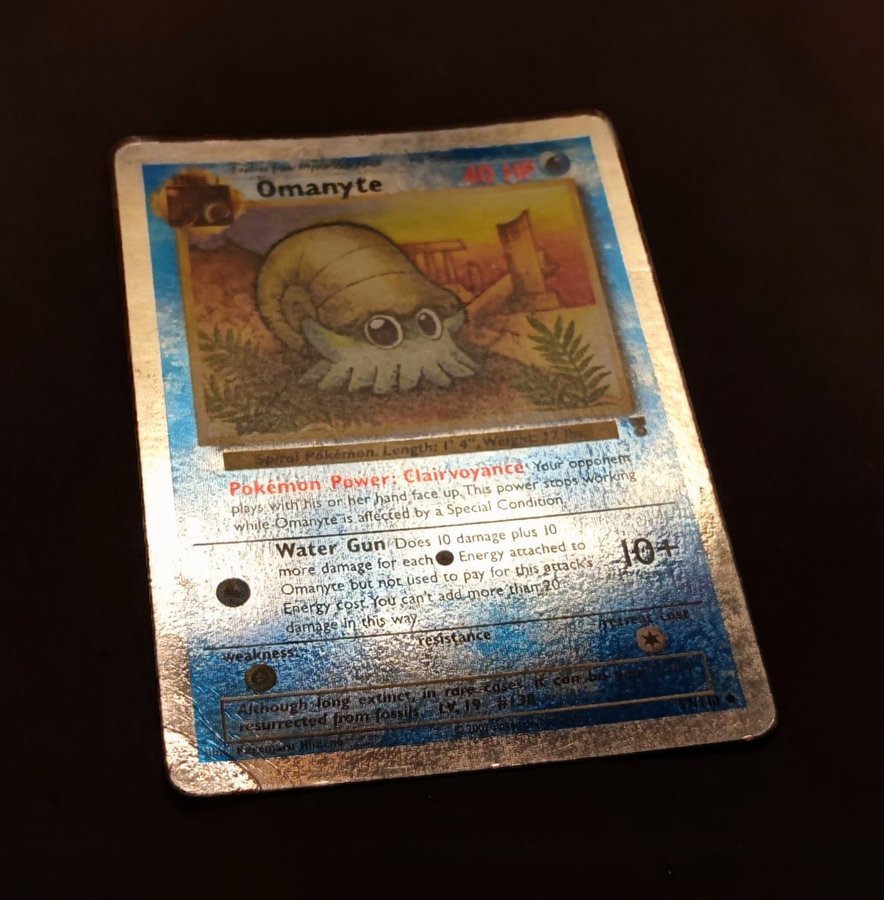 Omanyte
40 HP
Spiral Pokémon. Length: 1' 4", Weight: 17 lbs.
Pokémon Power: Clairvoyance Your opponent
plays with his or her hand face up. This power stops working
while Omanyte is affected by a Special Condition.
Water Gun Does 10 damage plus 10
more damage for each Energy attached to
Omanyte but not used to pay for this attack's
Energy cost. You can't add more than 20
damage in this way.
10+
weakness
resistance
retreat cost
Although long extinct, in rare cases, it can be
resurrected from fossils. LV. 19 #138